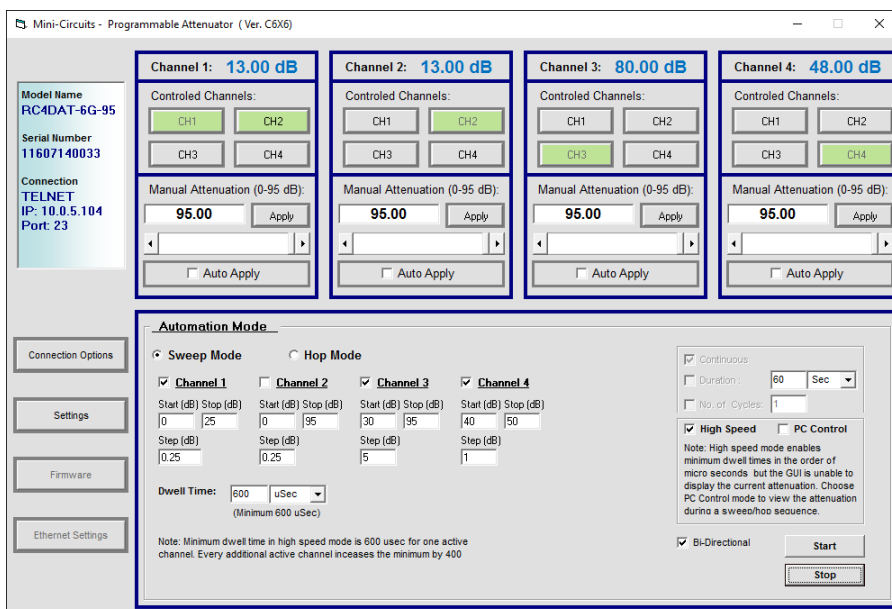 Mini-Circuits - Programmable Attenuator ( Ver. C6X6)
Model Name
RC4DAT-6G-95
Serial Number
11607140033
Connection
TELNET
IP: 10.0.5.104
Port: 23
Connection Options
Settings
Firmware
Ethernet Settings
Channel 1: 13.00 dB
Controled Channels:
CH1 CH2
CH3 CH4
Manual Attenuation (0-95 dB):
95.00 Apply
Auto Apply
Channel 2: 13.00 dB
Controled Channels:
CH1 CH2
CH3 CH4
Manual Attenuation (0-95 dB):
95.00 Apply
Auto Apply
Channel 3: 80.00 dB
Controled Channels:
CH1 CH2
CH3 CH4
Manual Attenuation (0-95 dB):
95.00 Apply
Auto Apply
Channel 4: 48.00 dB
Controled Channels:
CH1 CH2
CH3 CH4
Manual Attenuation (0-95 dB):
95.00 Apply
Auto Apply
Automation Mode
Sweep Mode Hop Mode
Channel 1 Channel 2 Channel 3 Channel 4
Start (dB) Stop (dB) Start (dB) Stop (dB) Start (dB) Stop (dB) Start (dB) Stop (dB)
0 25 0 95 30 95 40 50
Step (dB) Step (dB) Step (dB) Step (dB)
0.25 0.25 5 1
Dwell Time: 600 uSec
(Minimum 600 uSec)
Note: Minimum dwell time in high speed mode is 600 usec for one active
channel. Every additional active channel inceases the minimum by 400
Continuous
Duration : 60 Sec
No. of Cycles: 1
High Speed PC Control
Note: High speed mode enables
minimum dwell times in the order of
micro seconds but the GUI is unable to
display the current attenuation. Choose
PC Control mode to view the attenuation
during a sweep/hop sequence.
Bi-Directional Start
Stop